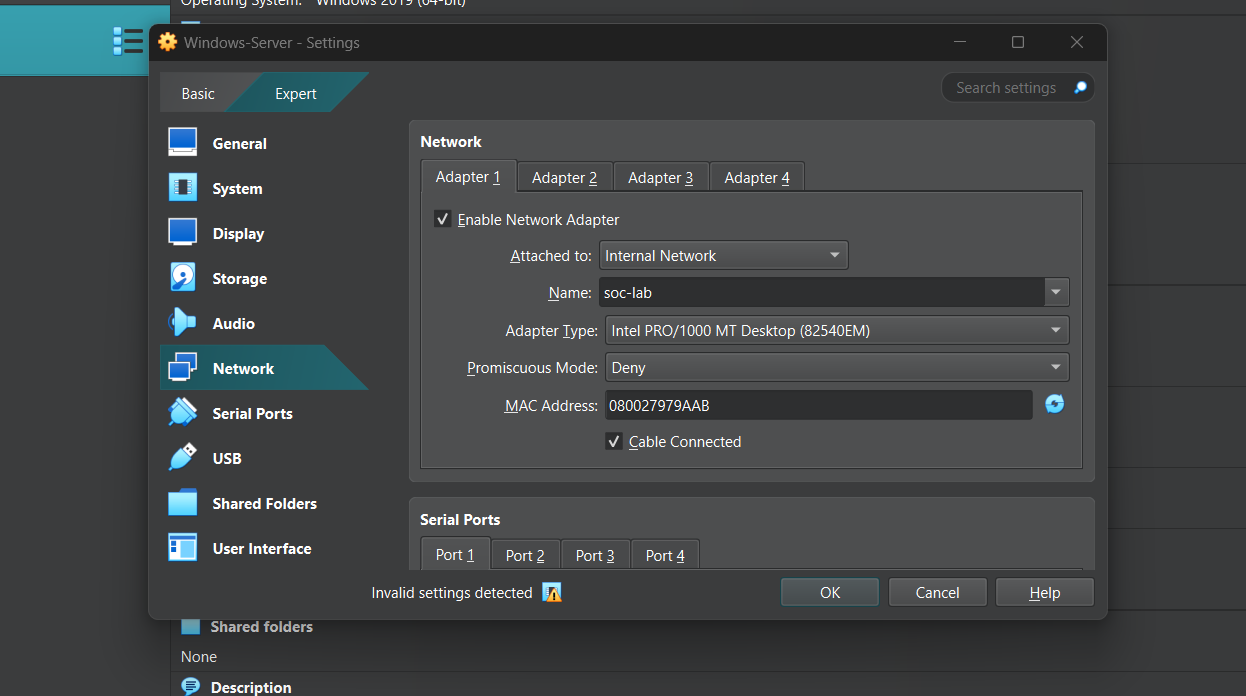 Operating System: Windows 2019 (64-bit)
Windows-Server - Settings
Basic Expert Search settings
General
System
Display
Storage
Audio
Network
Serial Ports
USB
Shared Folders
User Interface
Network
Adapter 1 Adapter 2 Adapter 3 Adapter 4
Enable Network Adapter
Attached to: Internal Network
Name: soc-lab
Adapter Type: Intel PRO/1000 MT Desktop (82540EM)
Promiscuous Mode: Deny
MAC Address: 080027979AAB
Cable Connected
Serial Ports
Port 1 Port 2 Port 3 Port 4
Invalid settings detected OK Cancel Help
Shared folders
None
Description